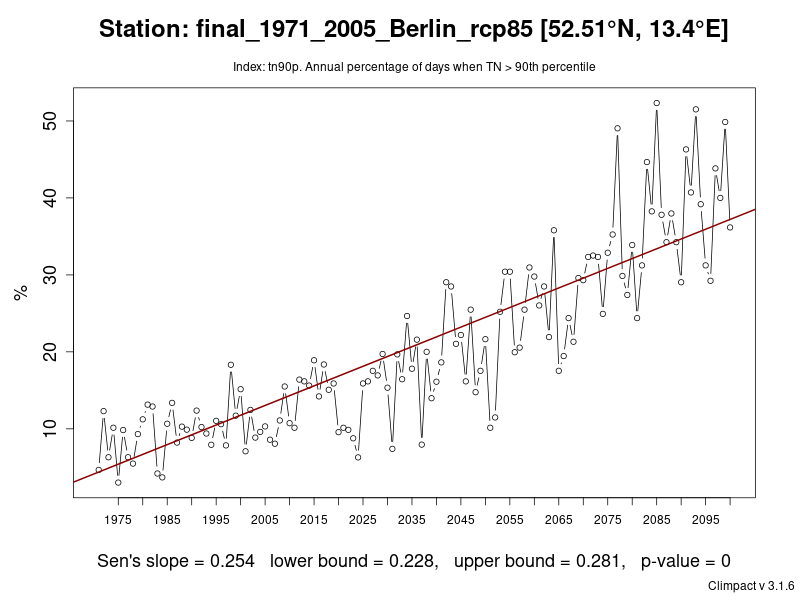 Station: final_1971_2005_Berlin_rcp85 [52.51°N, 13.4°E]
Index: tn90p. Annual percentage of days when TN > 90th percentile
50
40
30
20
10
%
1975 1985 1995 2005 2015 2025 2035 2045 2055 2065 2075 2085 2095
Sen's slope = 0.254 lower bound = 0.228, upper bound = 0.281, p-value = 0
Climpact v 3.1.6